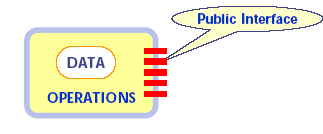 Public Interface
DATA
OPERATIONS